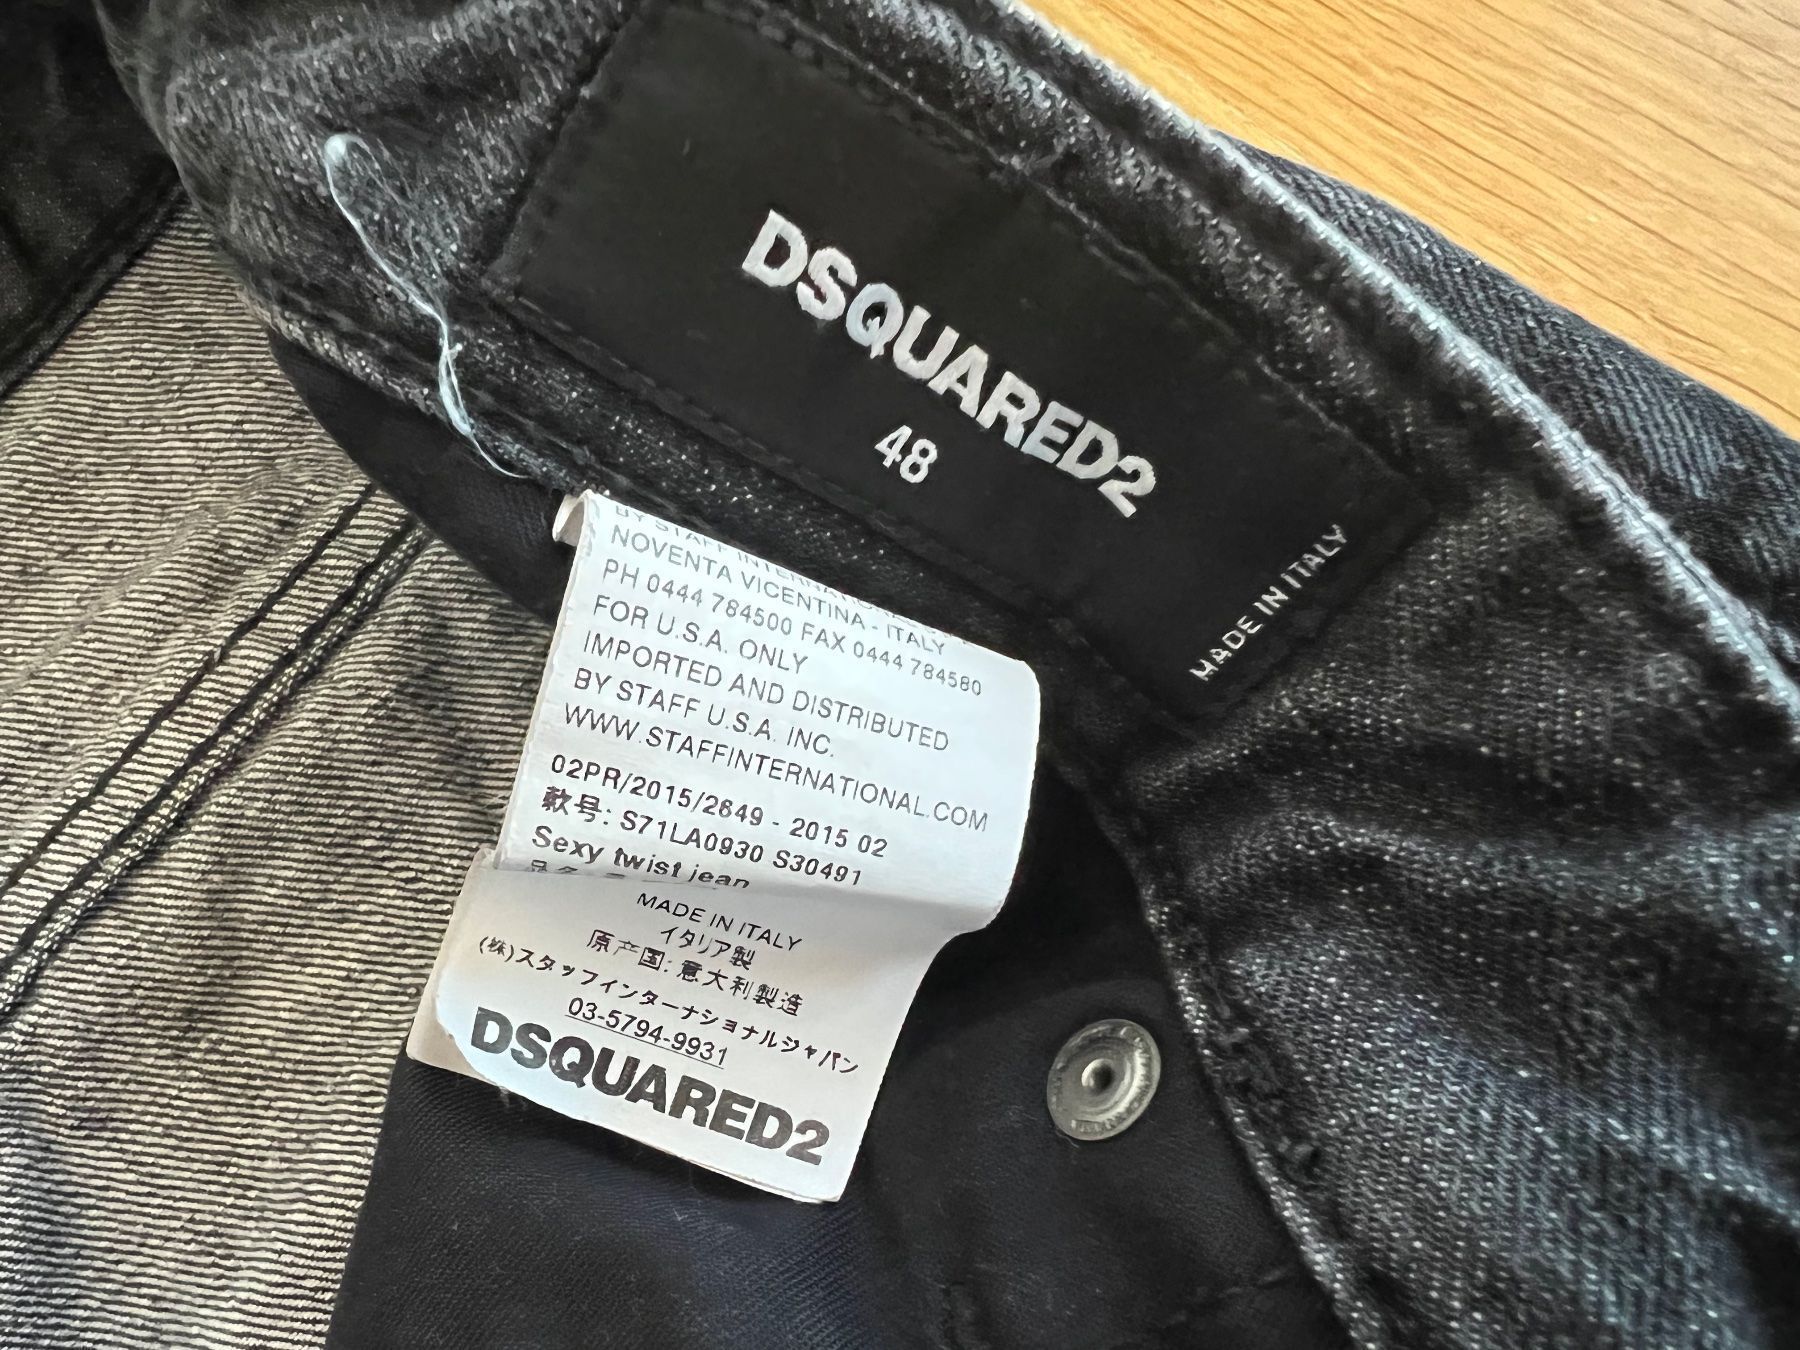 DSQUARED2
48
MADE IN ITALY
BY STAFF INTERNATIONAL
NOVENTA VICENTINA - ITALY
PH 0444 784500 FAX 0444 784580
FOR U.S.A. ONLY
IMPORTED AND DISTRIBUTED
BY STAFF U.S.A. INC.
WWW.STAFFINTERNATIONAL.COM
02PR/2015/2849 - 2015 02
款号: S71LA0930 S30491
Sexy twist jean
MADE IN ITALY
イタリア製
原产国: 意大利製造
(株)スタッフインターナショナルジャパン
03-5794-9931
DSQUARED2